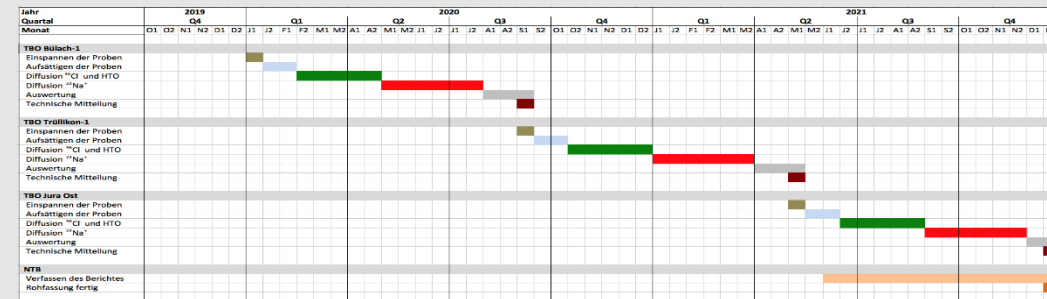 Jahr 2019 2020 2021
Quartal Q4 Q1 Q2 Q3 Q4 Q1 Q2 Q3 Q4
Monat O1 O2 N1 N2 D1 D2 J1 J2 F1 F2 M1 M2 A1 A2 M1 M2 J1 J2 J1 J2 A1 A2 S1 S2 O1 O2 N1 N2 D1 D2 J1 J2 F1 F2 M1 M2 A1 A2 M1 M2 J1 J2 J1 J2 A1 A2 S1 S2 O1 O2 N1 N2 D1
TBO Bülach-1
Einspannen der Proben
Aufsättigen der Proben
Diffusion ³⁶Cl⁻ und HTO
Diffusion ²²Na⁺
Auswertung
Technische Mitteilung
TBO Trüllikon-1
Einspannen der Proben
Aufsättigen der Proben
Diffusion ³⁶Cl⁻ und HTO
Diffusion ²²Na⁺
Auswertung
Technische Mitteilung
TBO Jura Ost
Einspannen der Proben
Aufsättigen der Proben
Diffusion ³⁶Cl⁻ und HTO
Diffusion ²²Na⁺
Auswertung
Technische Mitteilung
NTB
Verfassen des Berichtes
Rohfassung fertig